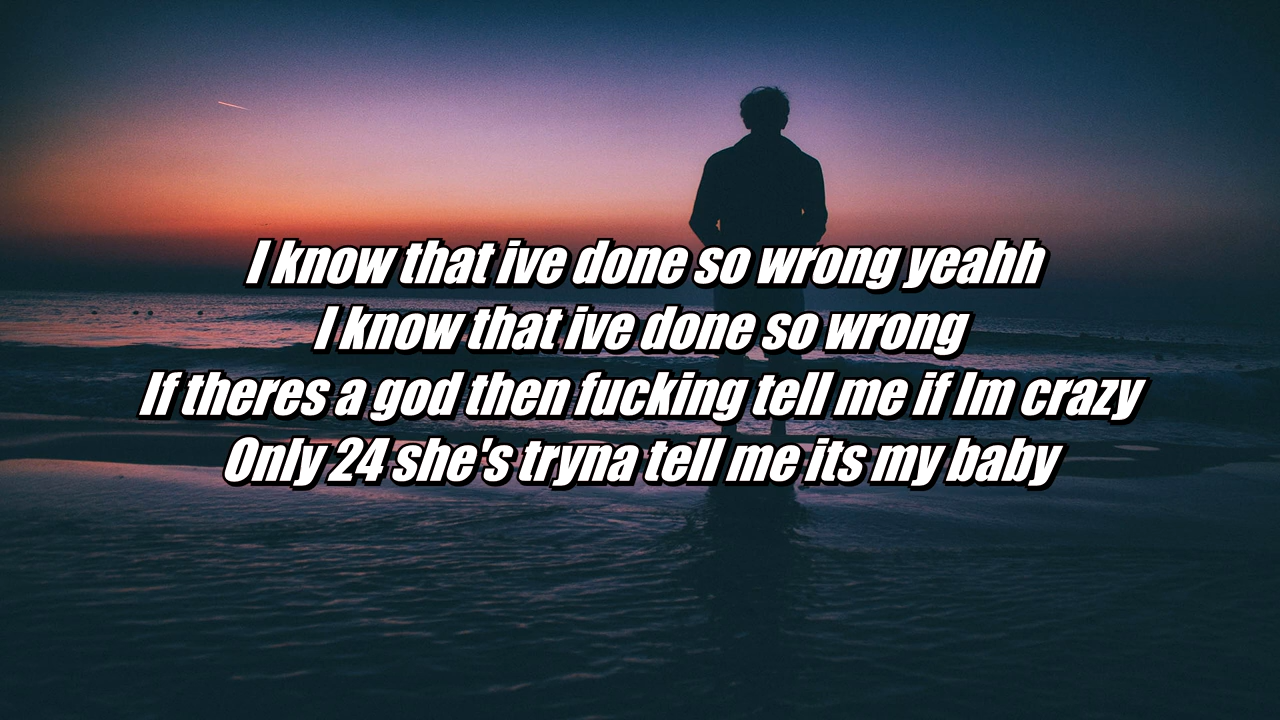 I know that ive done so wrong yeahh
I know that ive done so wrong
If theres a god then fucking tell me if Im crazy
Only 24 she's tryna tell me its my baby